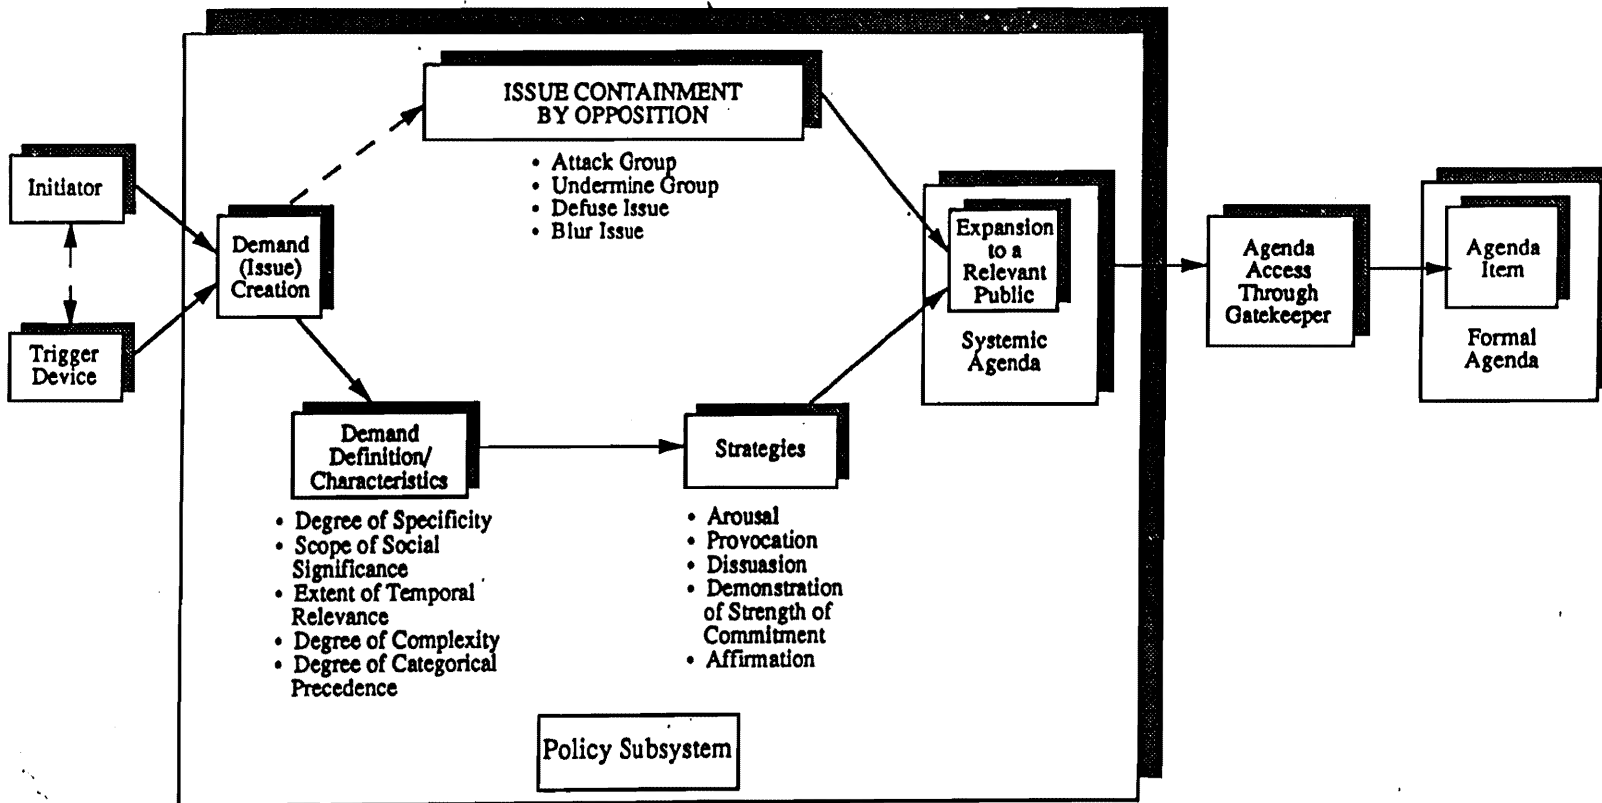 ISSUE CONTAINMENT
BY OPPOSITION
• Attack Group
• Undermine Group
• Defuse Issue
• Blur Issue
Initiator
Trigger
Device
Demand
(Issue)
Creation
Demand
Definition/
Characteristics
• Degree of Specificity
• Scope of Social
Significance
• Extent of Temporal
Relevance
• Degree of Complexity
• Degree of Categorical
Precedence
Strategies
• Arousal
• Provocation
• Dissuasion
• Demonstration
of Strength of
Commitment
• Affirmation
Expansion
to a
Relevant
Public
Systemic
Agenda
Agenda
Access
Through
Gatekeeper
Agenda
Item
Formal
Agenda
Policy Subsystem